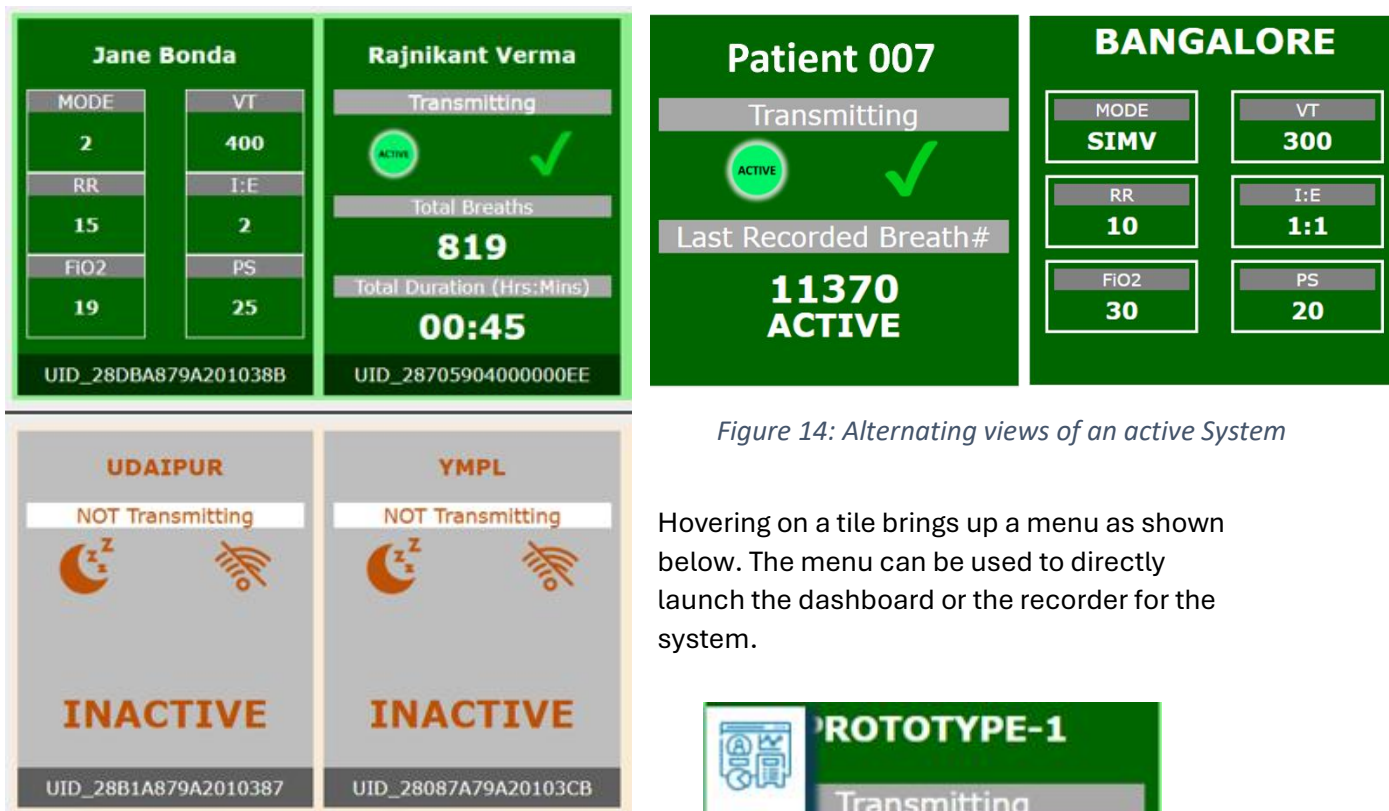 Jane Bonda
MODE
2
VT
400
RR
15
I:E
2
FiO2
19
PS
25
UID_28DBA879A201038B
Rajnikant Verma
Transmitting
ACTIVE
Total Breaths
819
Total Duration (Hrs:Mins)
00:45
UID_28705904000000EE
UDAIPUR
NOT Transmitting
z z Z
INACTIVE
UID_28B1A879A2010387
YMPL
NOT Transmitting
z z Z
INACTIVE
UID_28087A79A20103CB
Patient 007
Transmitting
ACTIVE
Last Recorded Breath#
11370
ACTIVE
BANGALORE
MODE
SIMV
VT
300
RR
10
I:E
1:1
FiO2
30
PS
20
Figure 14: Alternating views of an active System
Hovering on a tile brings up a menu as shown
below. The menu can be used to directly
launch the dashboard or the recorder for the
system.
PROTOTYPE-1
Transmitting